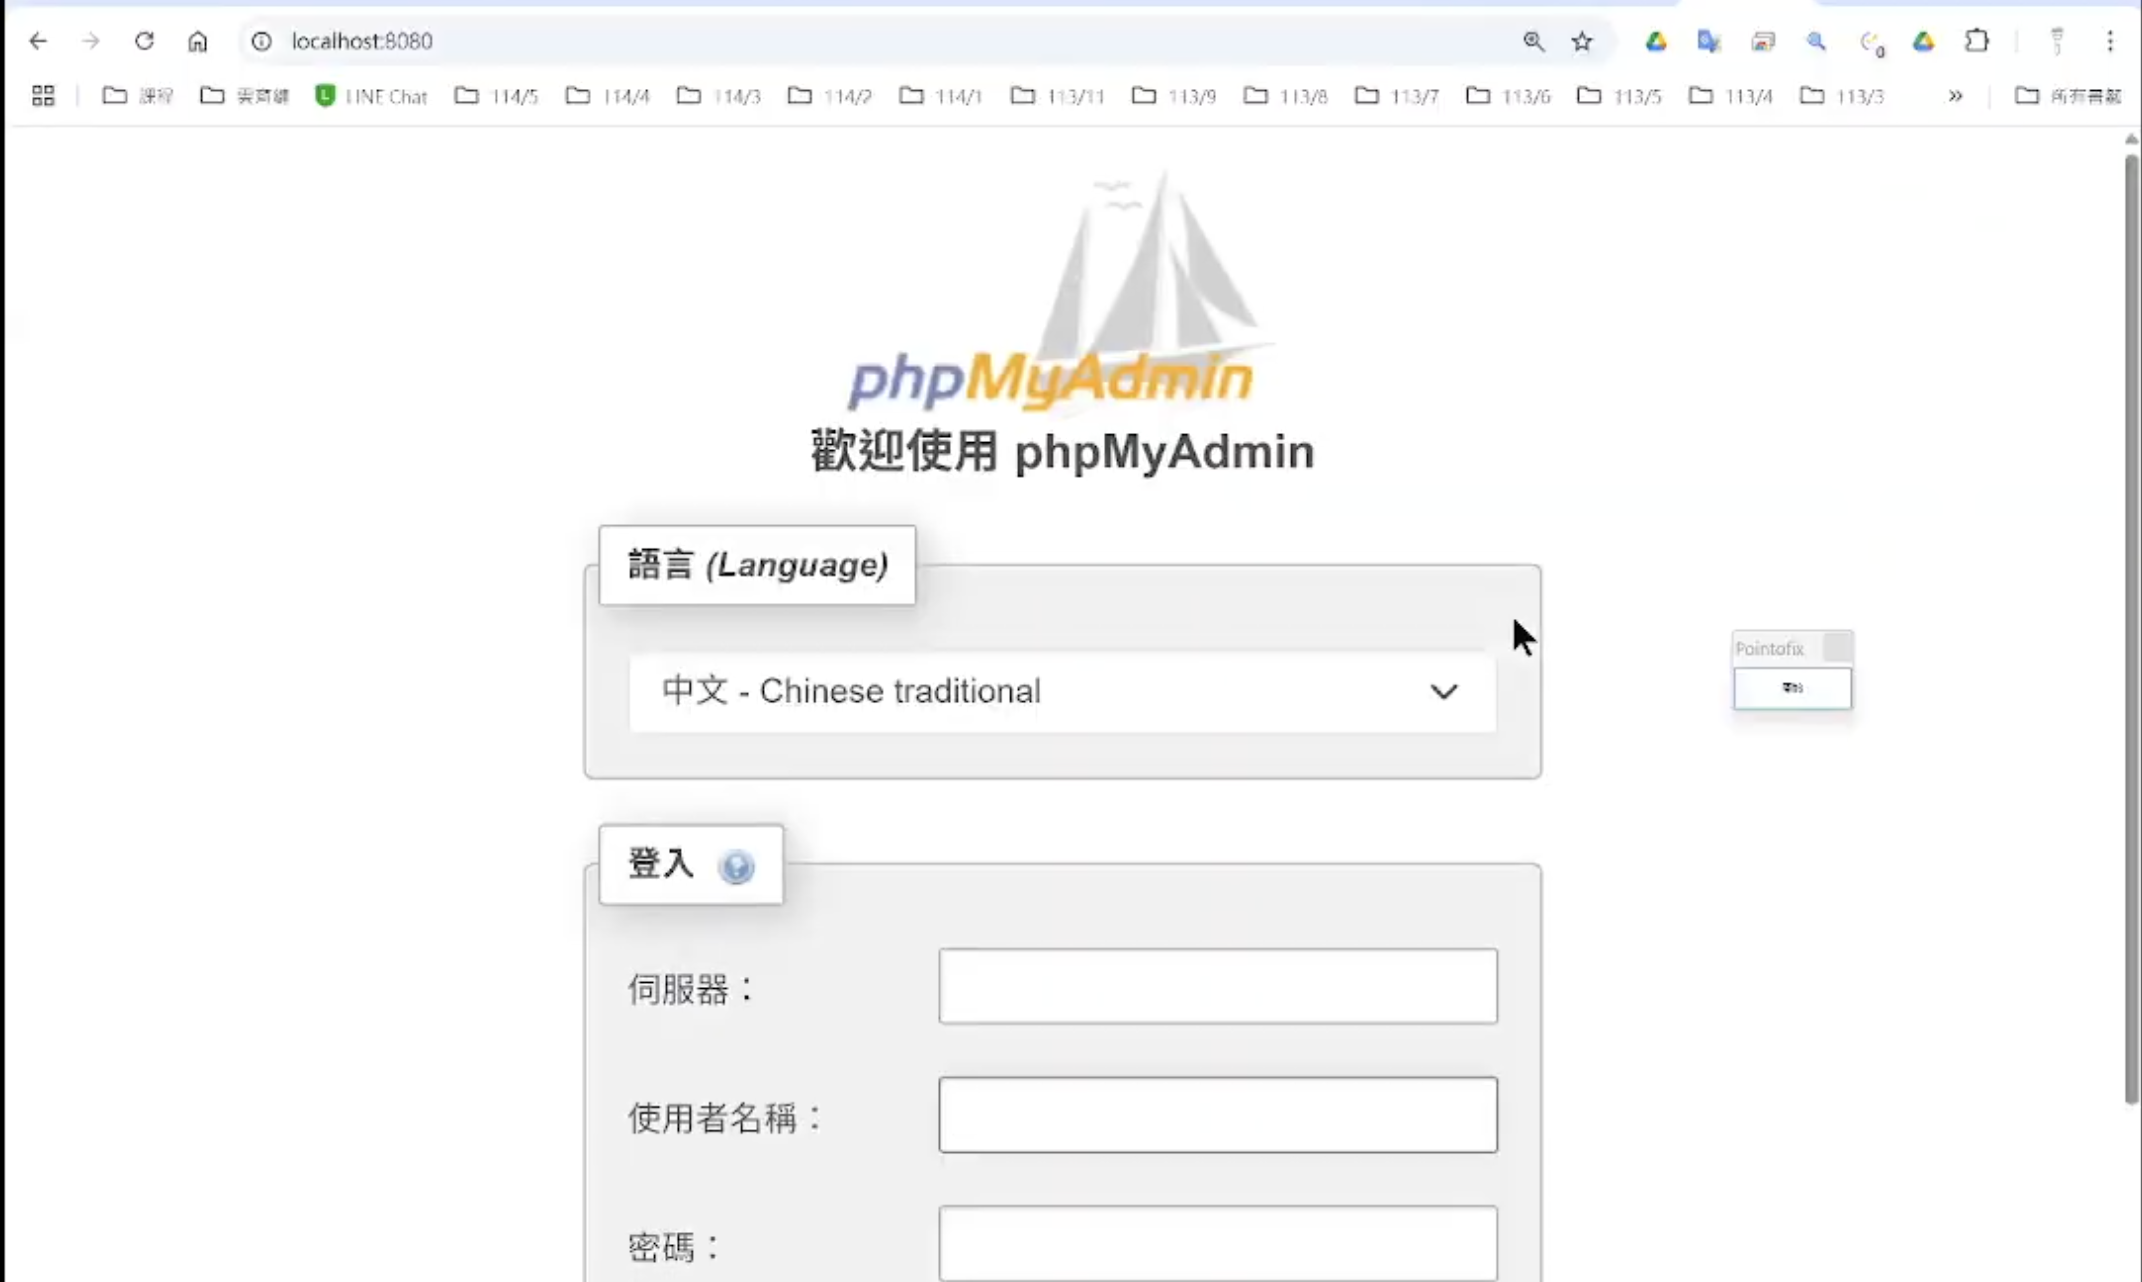 localhost:8080
課程
LINE Chat 114/5 114/4 114/3 114/2 114/1 113/11 113/9 113/8 113/7 113/6 113/5 113/4 113/3 » 所有書籤
phpMyAdmin
歡迎使用 phpMyAdmin
語言 (Language)
中文 - Chinese traditional
Pointofix
登入
伺服器：
使用者名稱：
密碼：